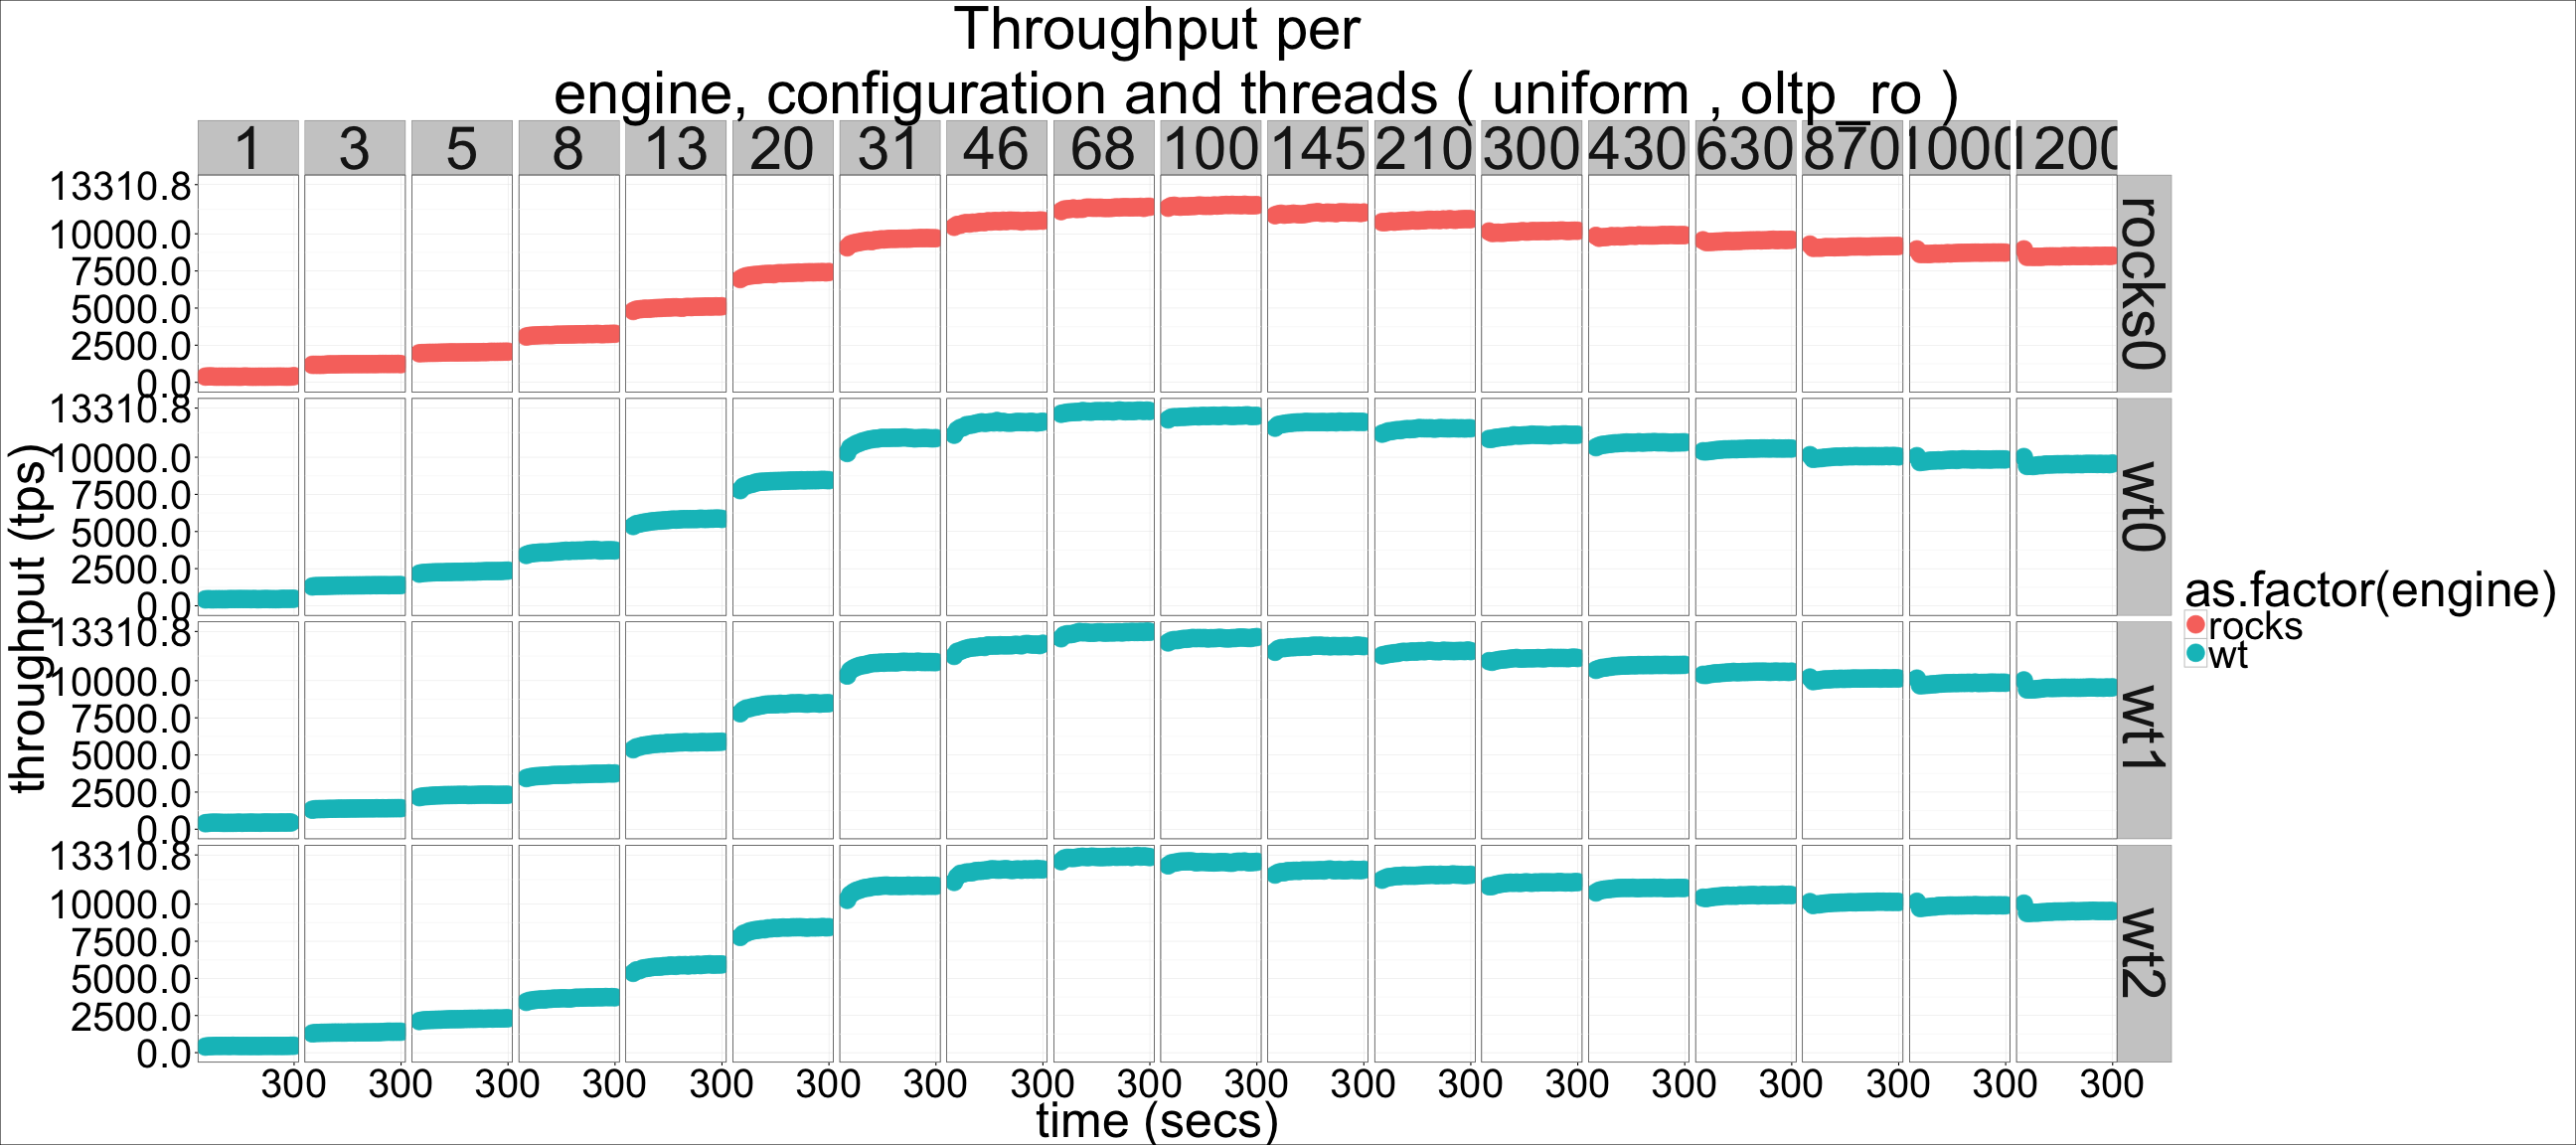 Throughput per
engine, configuration and threads ( uniform , oltp_ro )
1 3 5 8 13 20 31 46 68 100 145 210 300 430 630 870 1000 1200
13310.8
10000.0
7500.0
5000.0
2500.0
0.0
rocks0
13310.8
10000.0
7500.0
5000.0
2500.0
0.0
wt0
13310.8
10000.0
7500.0
5000.0
2500.0
0.0
wt1
13310.8
10000.0
7500.0
5000.0
2500.0
0.0
wt2
throughput (tps)
300 300 300 300 300 300 300 300 300 300 300 300 300 300 300 300 300 300
time (secs)
as.factor(engine)
rocks
wt